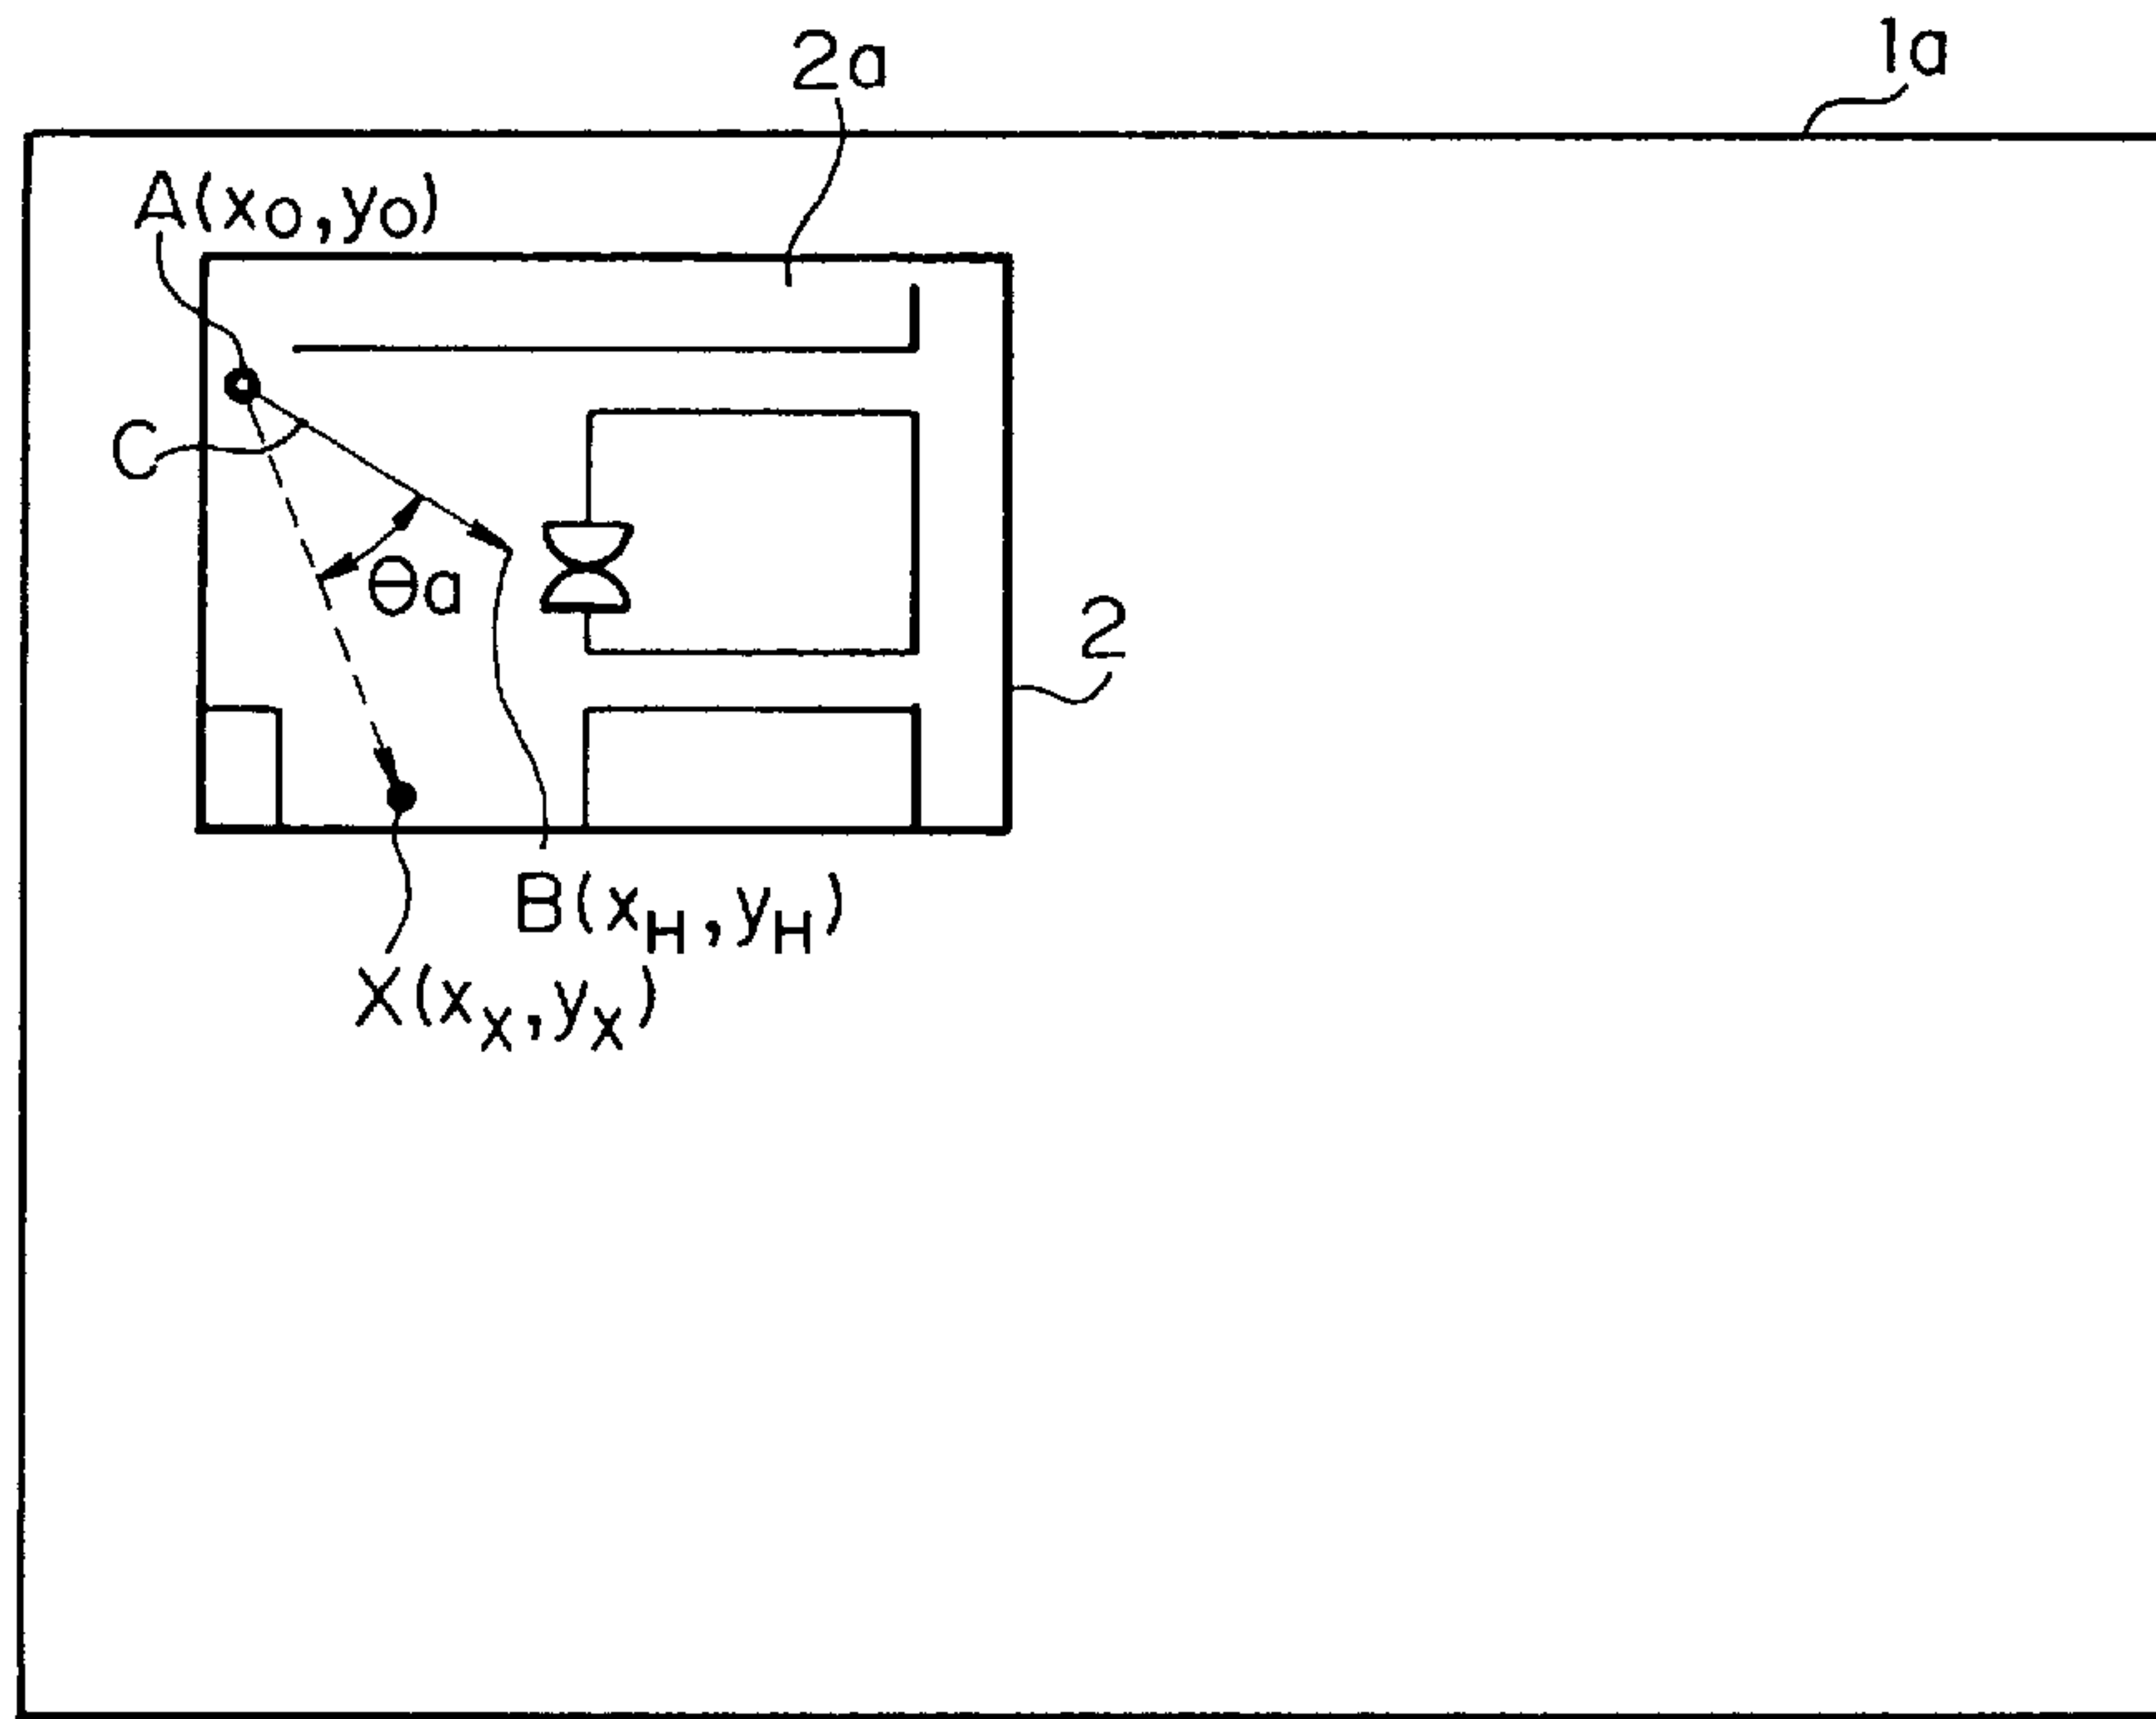 1a
2a
A(xO,yO)
C
θa
2
B(xH,yH)
X(xX,yX)